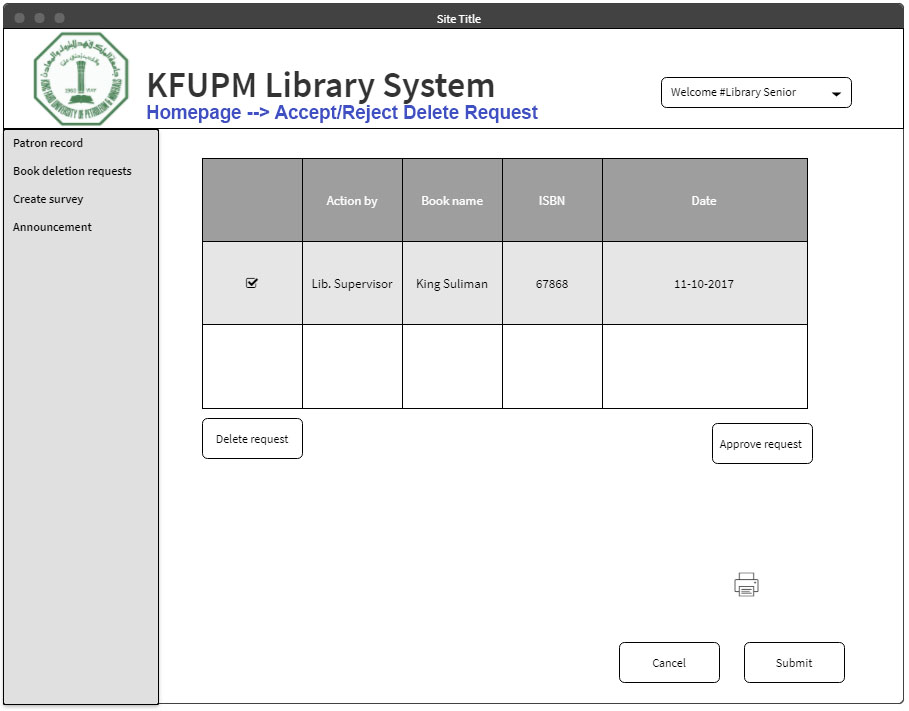 Site Title
KFUPM Library System
Homepage --> Accept/Reject Delete Request
Welcome #Library Senior
Patron record
Book deletion requests
Create survey
Announcement
Action by Book name ISBN Date
Lib. Supervisor King Suliman 67868 11-10-2017
Delete request
Approve request
Cancel
Submit